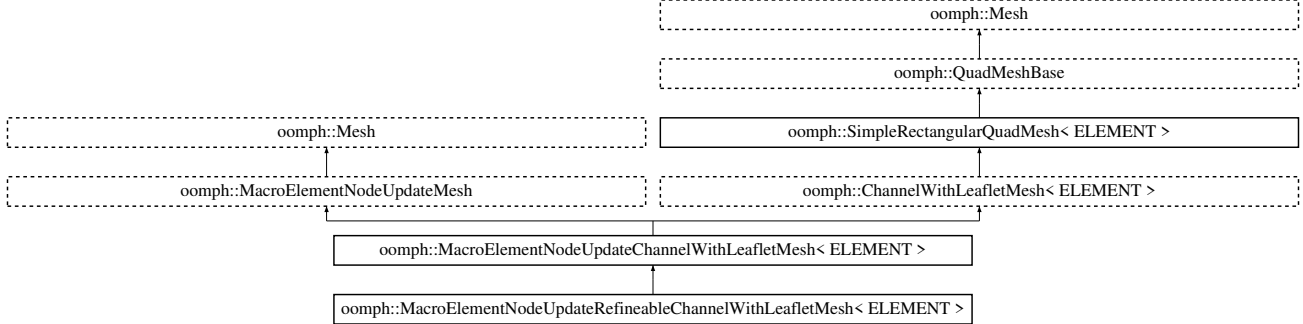 oomph::Mesh
oomph::QuadMeshBase
oomph::Mesh
oomph::SimpleRectangularQuadMesh< ELEMENT >
oomph::MacroElementNodeUpdateMesh
oomph::ChannelWithLeafletMesh< ELEMENT >
oomph::MacroElementNodeUpdateChannelWithLeafletMesh< ELEMENT >
oomph::MacroElementNodeUpdateRefineableChannelWithLeafletMesh< ELEMENT >